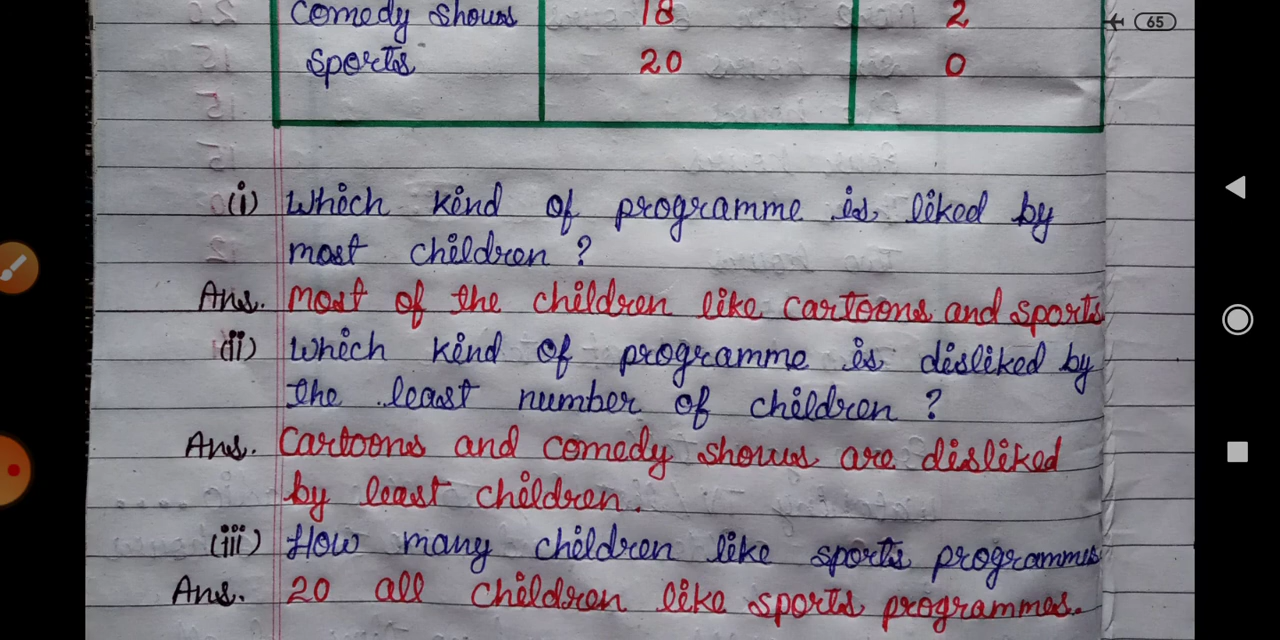 Comedy shows 18 2
Sports 20 0
65
(i) Which kind of programme is liked by
most children ?
Ans. Most of the children like cartoons and sports
(ii) Which kind of programme is disliked by
the least number of children ?
Ans. Cartoons and comedy shows are disliked
by least children.
(iii) How many children like sports programmes
Ans. 20 all children like sports programmes.